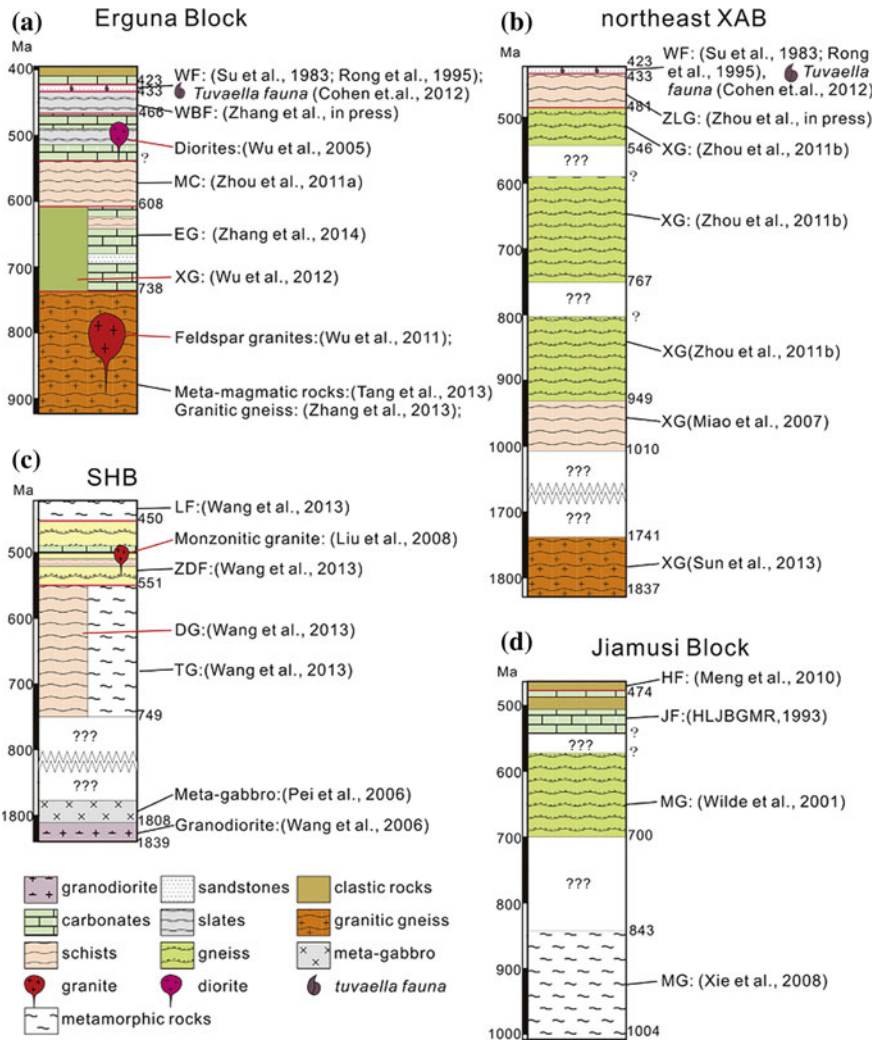 (a)
Erguna Block
Ma
400
500
600
700
800
900
423
433
466
?
608
738
WF: (Su et al., 1983; Rong et al., 1995);
Tuvaella fauna (Cohen et.al., 2012)
WBF: (Zhang et al., in press)
Diorites:(Wu et al., 2005)
MC: (Zhou et al., 2011a)
EG: (Zhang et al., 2014)
XG: (Wu et al., 2012)
Feldspar granites:(Wu et al., 2011);
Meta-magmatic rocks:(Tang et al., 2013)
Granitic gneiss: (Zhang et al., 2013);
(b)
northeast XAB
Ma
500
600
700
800
900
1000
1700
1800
423
433
481
546
???
?
767
???
?
949
1010
???
???
1741
1837
WF: (Su et al., 1983; Rong
et al., 1995), Tuvaella
fauna (Cohen et.al., 2012)
ZLG: (Zhou et al., in press)
XG: (Zhou et al., 2011b)
XG: (Zhou et al., 2011b)
XG(Zhou et al., 2011b)
XG(Miao et al., 2007)
XG(Sun et al., 2013)
(c)
SHB
Ma
500
600
700
800
1800
450
551
749
???
???
1808
1839
LF: (Wang et al., 2013)
Monzonitic granite: (Liu et al., 2008)
ZDF: (Wang et al., 2013)
DG:(Wang et al., 2013)
TG: (Wang et al., 2013)
Meta-gabbro:(Pei et al., 2006)
Granodiorite:(Wang et al., 2006)
(d)
Jiamusi Block
Ma
500
600
700
800
900
1000
474
?
???
?
700
???
843
1004
HF: (Meng et al., 2010)
JF:(HLJBGMR, 1993)
MG: (Wilde et al., 2001)
MG: (Xie et al., 2008)
granodiorite
sandstones
clastic rocks
carbonates
slates
granitic gneiss
schists
gneiss
meta-gabbro
granite
diorite
tuvaella fauna
metamorphic rocks